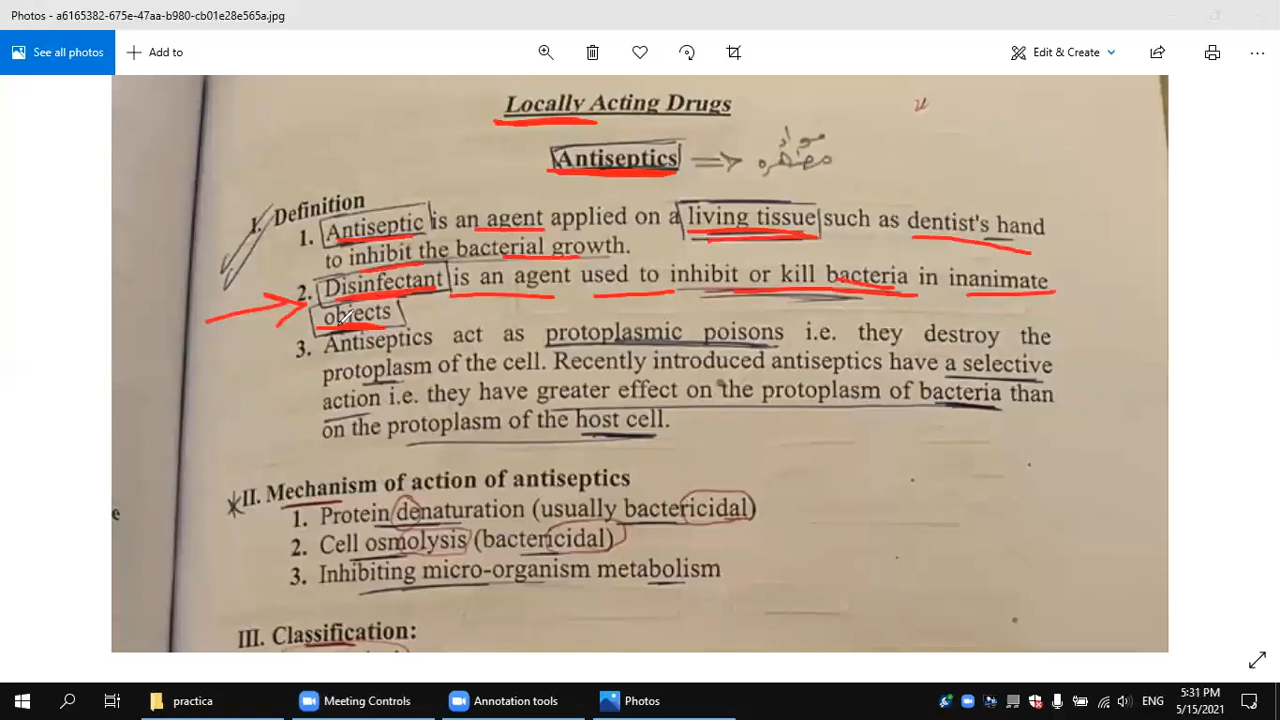 Photos - a6165382-675e-47aa-b980-cb01e28e565a.jpg
See all photos
Add to
Edit & Create
Locally Acting Drugs
Antiseptics
مواد
مطهره
I. Definition
1. Antiseptic is an agent applied on a living tissue such as dentist's hand
to inhibit the bacterial growth.
2. Disinfectant is an agent used to inhibit or kill bacteria in inanimate
objects
3. Antiseptics act as protoplasmic poisons i.e. they destroy the
protoplasm of the cell. Recently introduced antiseptics have a selective
action i.e. they have greater effect on the protoplasm of bacteria than
on the protoplasm of the host cell.
II. Mechanism of action of antiseptics
1. Protein denaturation (usually bactericidal)
2. Cell osmolysis (bactericidal)
3. Inhibiting micro-organism metabolism
e
III. Classification:
practica
Meeting Controls
Annotation tools
Photos
ENG
5:31 PM
5/15/2021